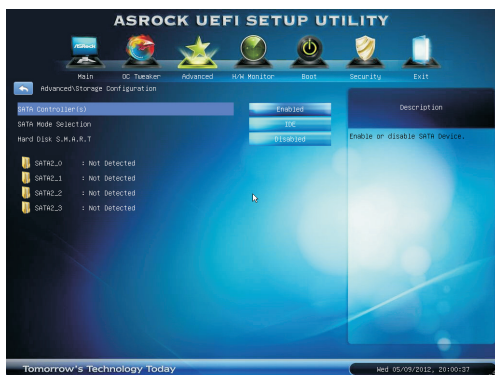 ASROCK UEFI SETUP UTILITY
ASRock
Main OC Tweaker Advanced H/W Monitor Boot Security Exit
Advanced\Storage Configuration
SATA Controller(s) Enabled
SATA Mode Selection IDE
Hard Disk S.M.A.R.T Disabled
SATA2_0 : Not Detected
SATA2_1 : Not Detected
SATA2_2 : Not Detected
SATA2_3 : Not Detected
Description
Enable or disable SATA Device.
Tomorrow's Technology Today
Wed 05/09/2012, 20:00:37